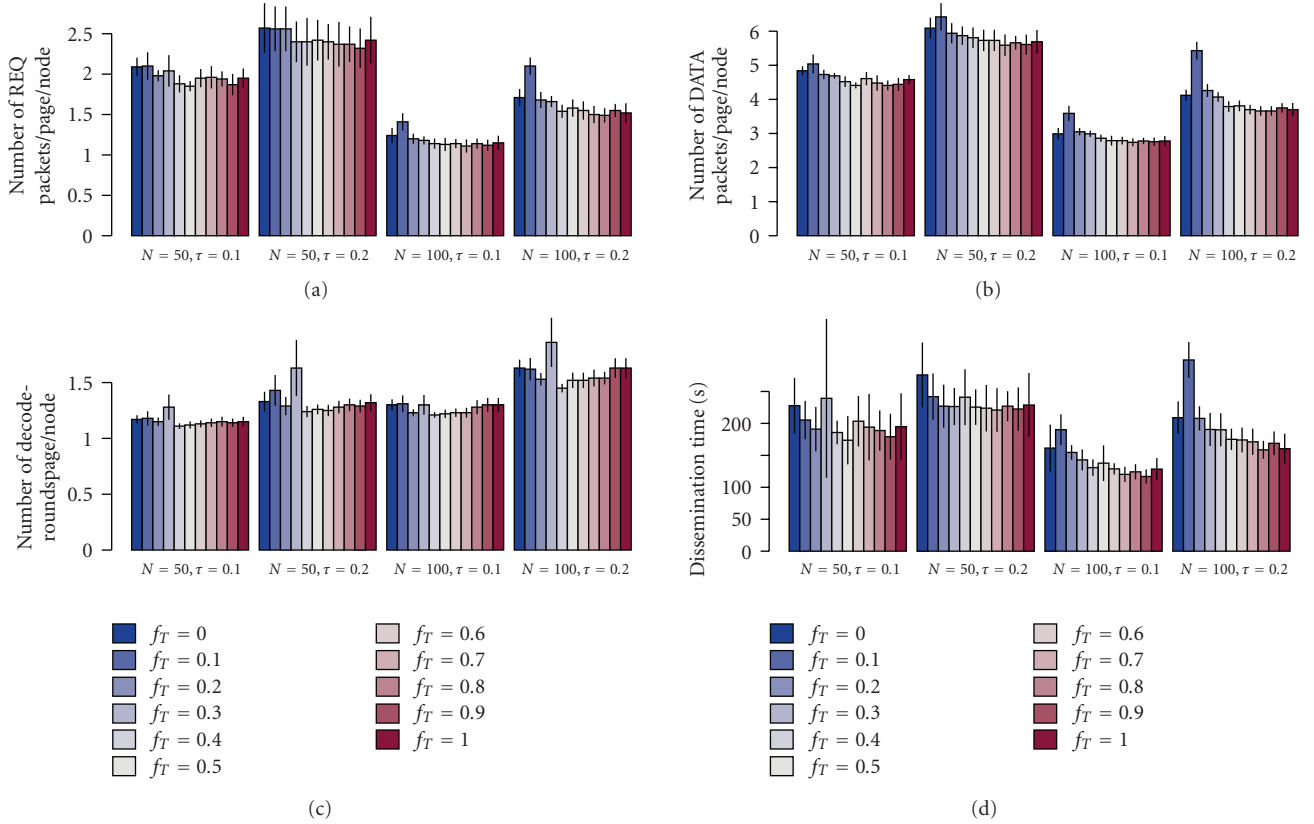 Number of REQ
packets/page/node
2.5
2
1.5
1
0.5
0
N = 50, τ = 0.1
N = 50, τ = 0.2
N = 100, τ = 0.1
N = 100, τ = 0.2
(a)
Number of DATA
packets/page/node
6
5
4
3
2
1
0
N = 50, τ = 0.1
N = 50, τ = 0.2
N = 100, τ = 0.1
N = 100, τ = 0.2
(b)
Number of decode-
roundspage/node
1.5
1
0.5
0
N = 50, τ = 0.1
N = 50, τ = 0.2
N = 100, τ = 0.1
N = 100, τ = 0.2
f_T = 0
f_T = 0.1
f_T = 0.2
f_T = 0.3
f_T = 0.4
f_T = 0.5
f_T = 0.6
f_T = 0.7
f_T = 0.8
f_T = 0.9
f_T = 1
(c)
Dissemination time (s)
200
100
50
0
N = 50, τ = 0.1
N = 50, τ = 0.2
N = 100, τ = 0.1
N = 100, τ = 0.2
f_T = 0
f_T = 0.1
f_T = 0.2
f_T = 0.3
f_T = 0.4
f_T = 0.5
f_T = 0.6
f_T = 0.7
f_T = 0.8
f_T = 0.9
f_T = 1
(d)